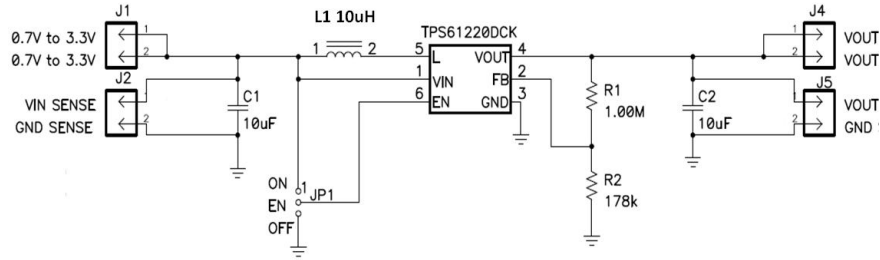 J1
L1 10uH
J4
TPS61220DCK
0.7V to 3.3V
1
1 2
5 L VOUT 4
1
VOUT
0.7V to 3.3V
2
2
VOUT
J2
1 VIN FB 2
J5
VIN SENSE
1
C1
6 EN GND 3
R1
C2
1
VOUT
GND SENSE
2
10uF
1.00M
10uF
2
GND
ON 1
JP1
EN
OFF
R2
178k